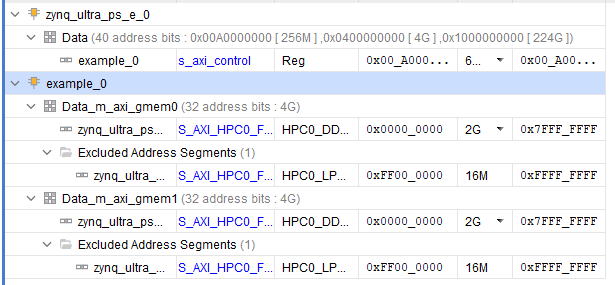 zynq_ultra_ps_e_0
Data (40 address bits : 0x00A0000000 [ 256M ] ,0x0400000000 [ 4G ] ,0x1000000000 [ 224G ])
example_0 s_axi_control Reg 0x00_A000... 6... 0x00_A00...
example_0
Data_m_axi_gmem0 (32 address bits : 4G)
zynq_ultra_ps... S_AXI_HPC0_F... HPC0_DD... 0x0000_0000 2G 0x7FFF_FFFF
Excluded Address Segments (1)
zynq_ultra_... S_AXI_HPC0_F... HPC0_LP... 0xFF00_0000 16M 0xFFFF_FFFF
Data_m_axi_gmem1 (32 address bits : 4G)
zynq_ultra_ps... S_AXI_HPC0_F... HPC0_DD... 0x0000_0000 2G 0x7FFF_FFFF
Excluded Address Segments (1)
zynq_ultra_... S_AXI_HPC0_F... HPC0_LP... 0xFF00_0000 16M 0xFFFF_FFFF